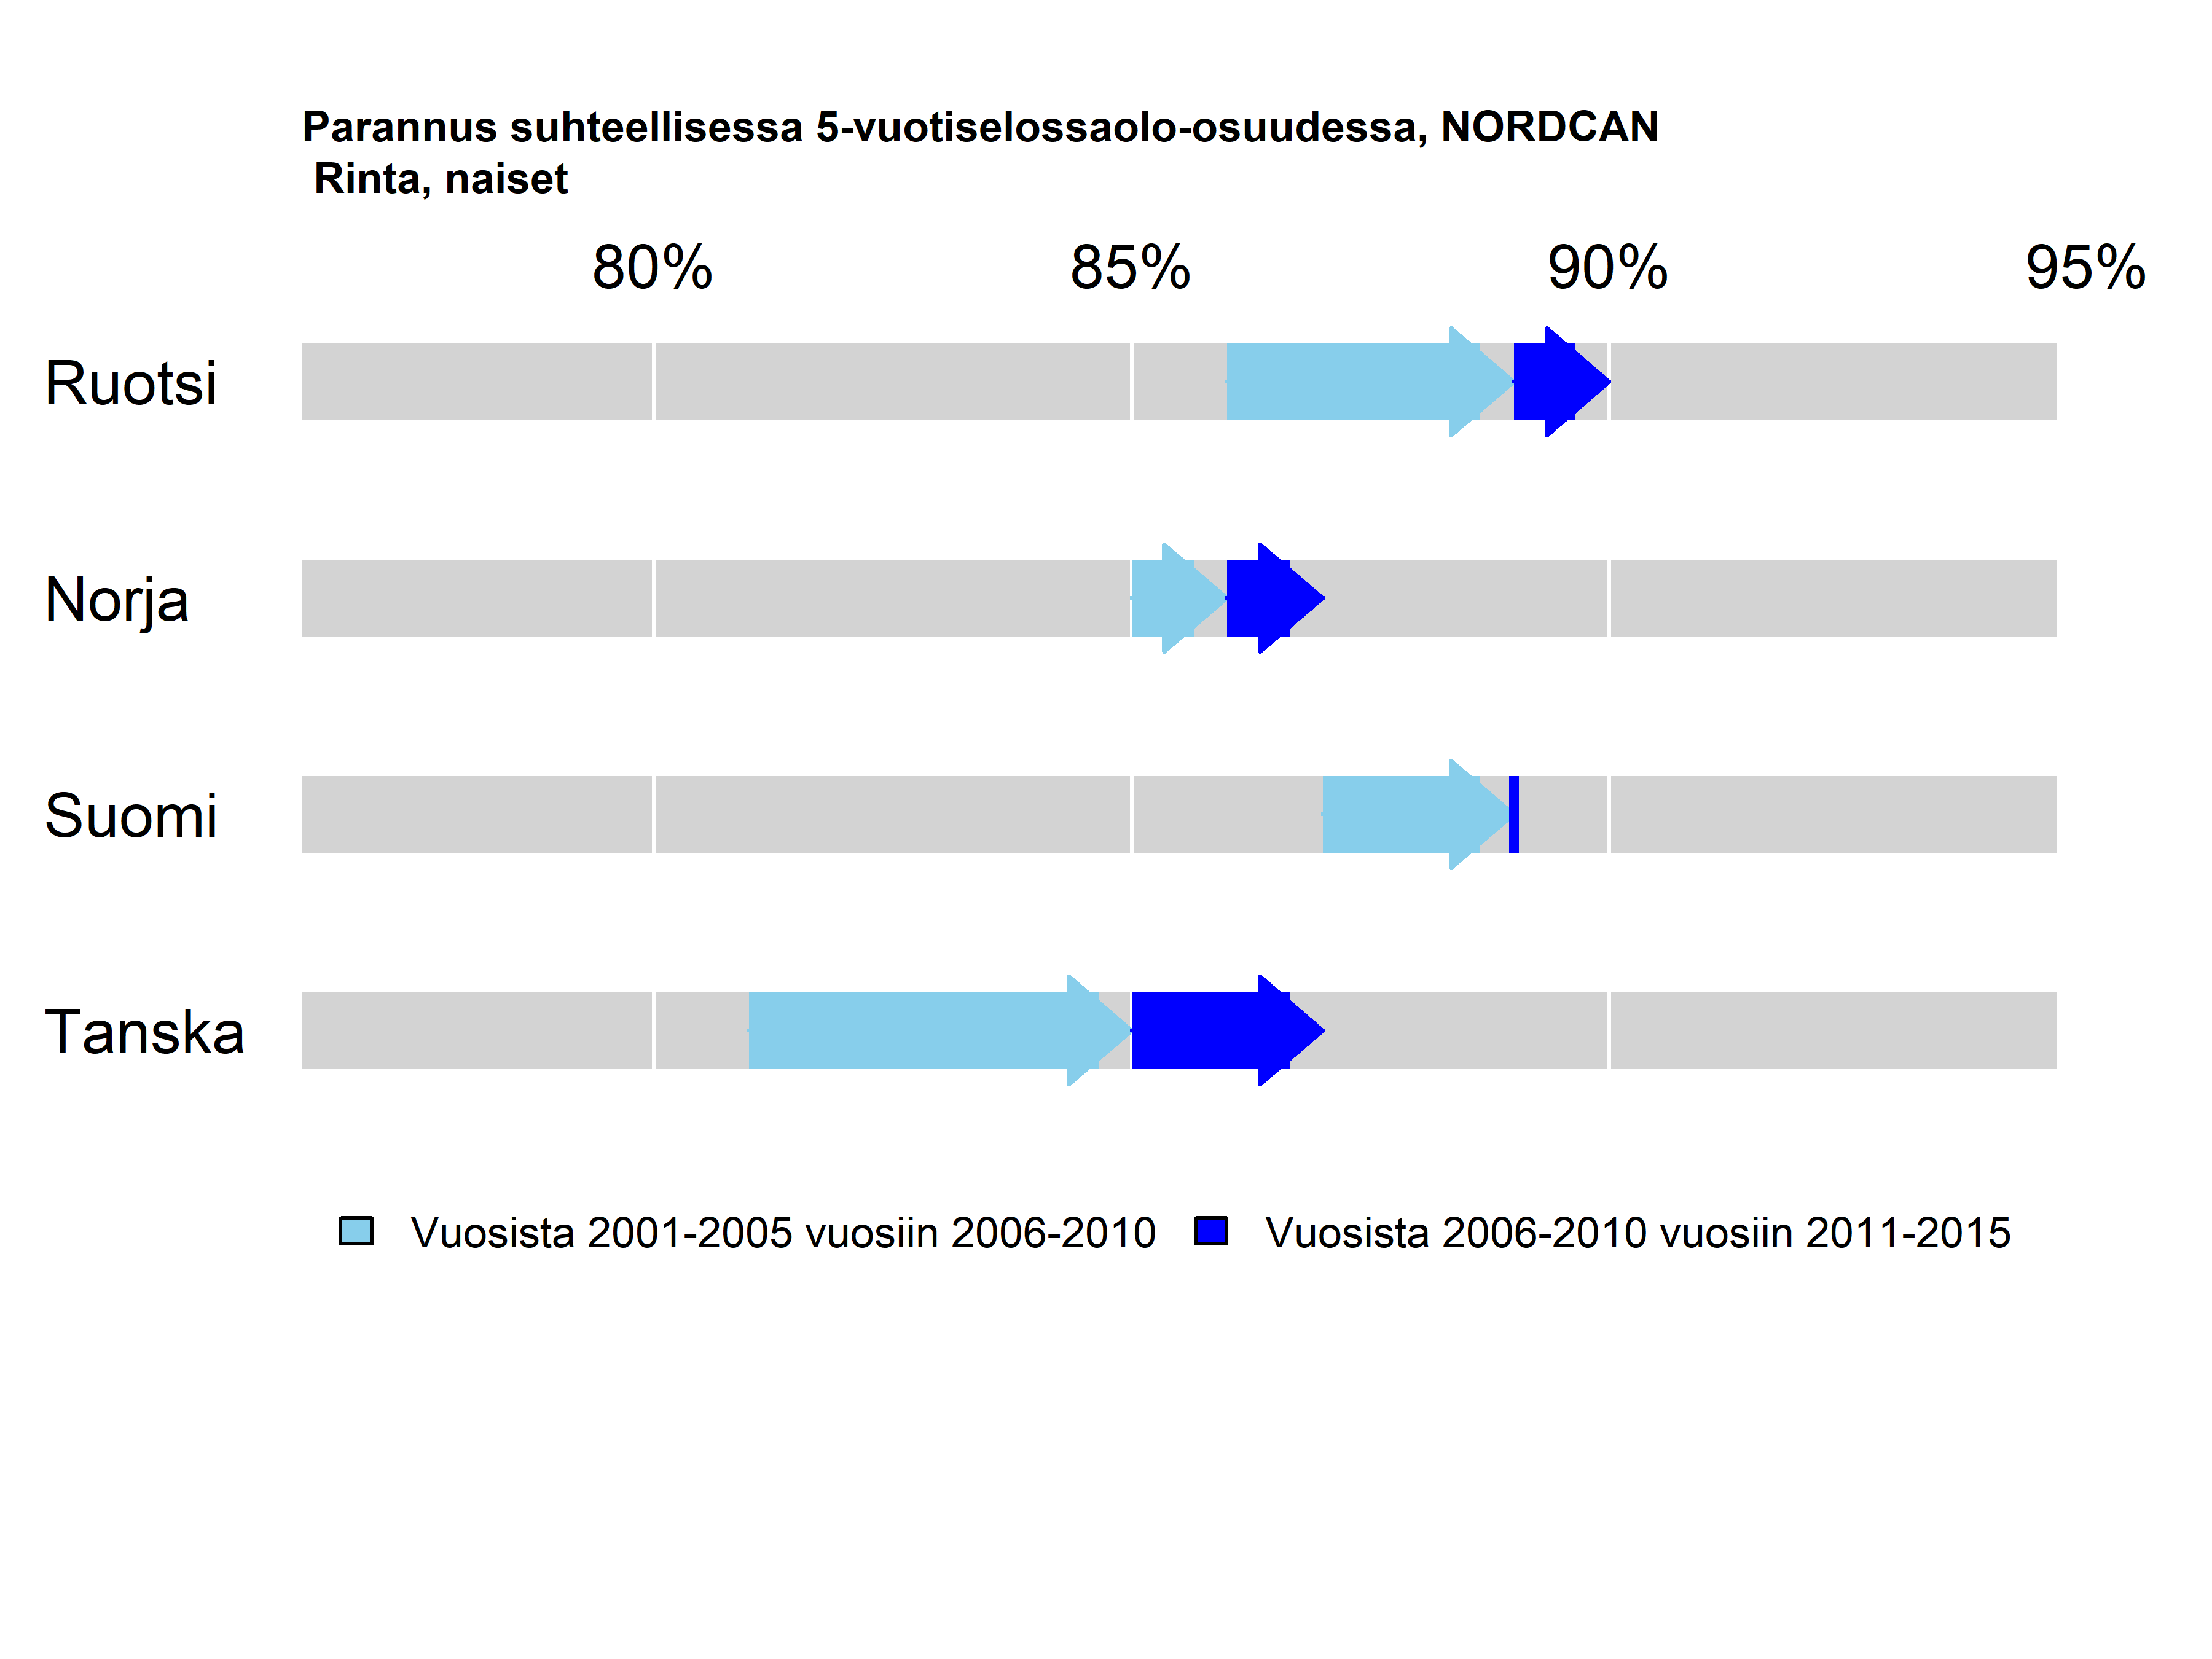 Parannus suhteellisessa 5-vuotiselossaolo-osuudessa, NORDCAN
Rinta, naiset
80% 85% 90% 95%
Ruotsi
Norja
Suomi
Tanska
Vuosista 2001-2005 vuosiin 2006-2010 Vuosista 2006-2010 vuosiin 2011-2015